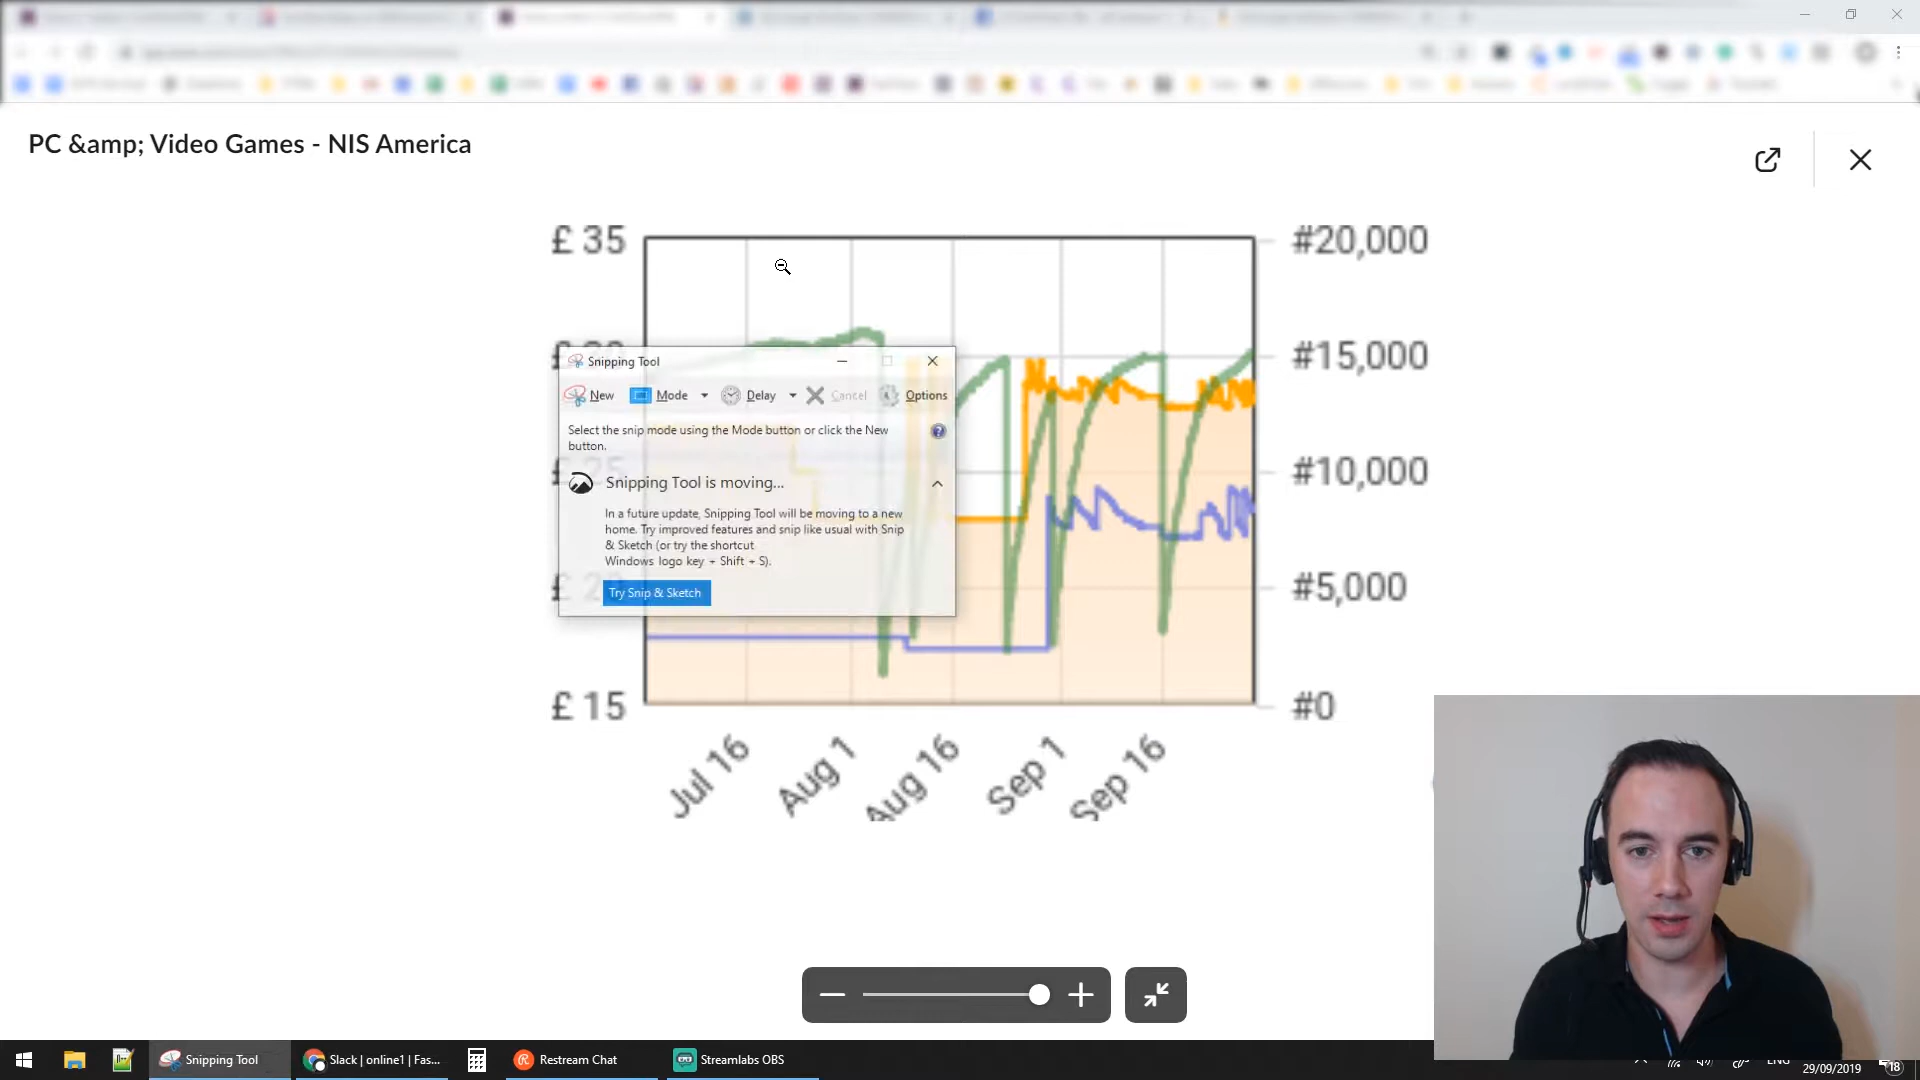 PC &amp; Video Games - NIS America
£ 35
#20,000
#15,000
Snipping Tool
New
Mode
Delay
Cancel
Options
Select the snip mode using the Mode button or click the New
button.
#10,000
Snipping Tool is moving...
In a future update, Snipping Tool will be moving to a new
home. Try improved features and snip like usual with Snip
& Sketch (or try the shortcut
Windows logo key + Shift + S).
Try Snip & Sketch
#5,000
£ 15
#0
Jul 16
Aug 1
Aug 16
Sep 1
Sep 16
Snipping Tool
Slack | online1 | Fas...
Restream Chat
Streamlabs OBS
ENG
29/09/2019
18